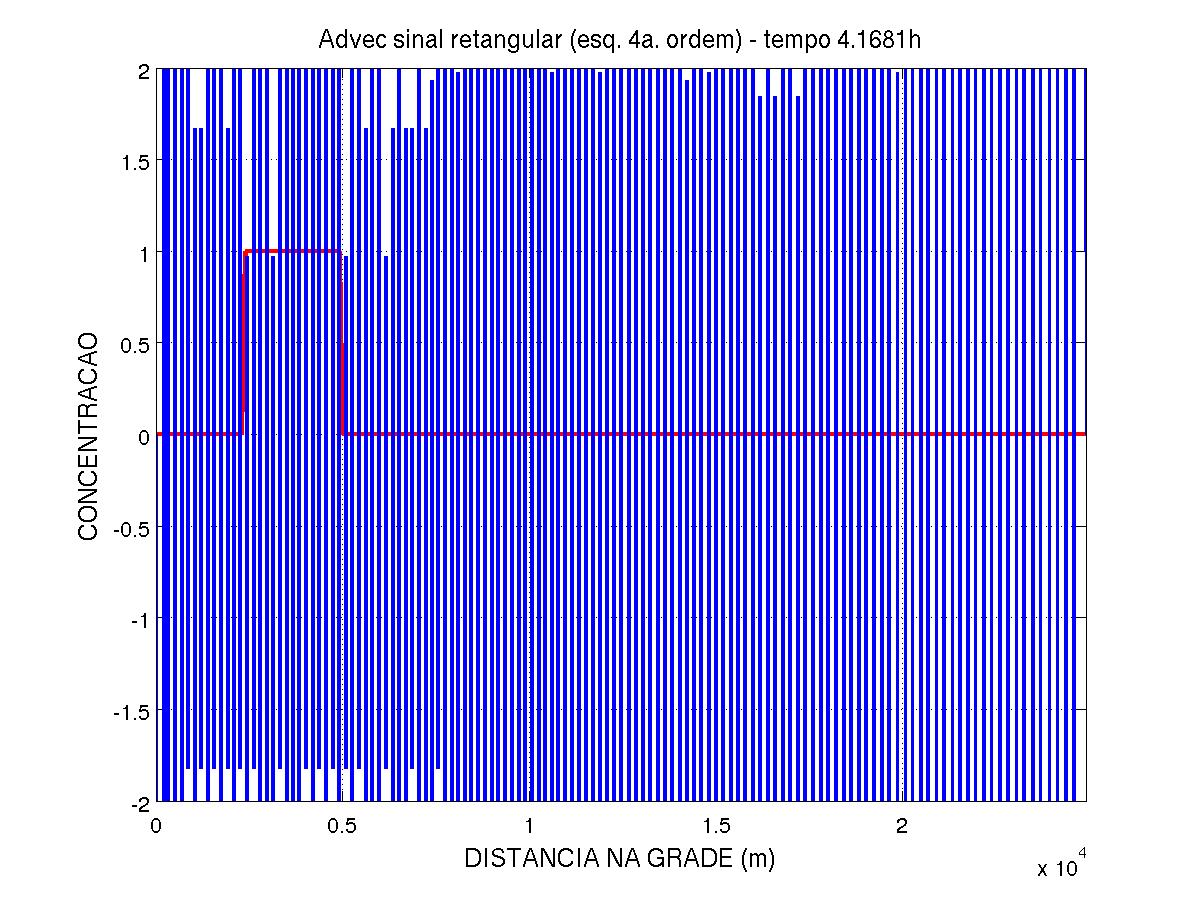 Advec sinal retangular (esq. 4a. ordem) - tempo 4.1681h
2
1.5
1
0.5
0
-0.5
-1
-1.5
-2
CONCENTRACAO
0 0.5 1 1.5 2
DISTANCIA NA GRADE (m)
x 10^4